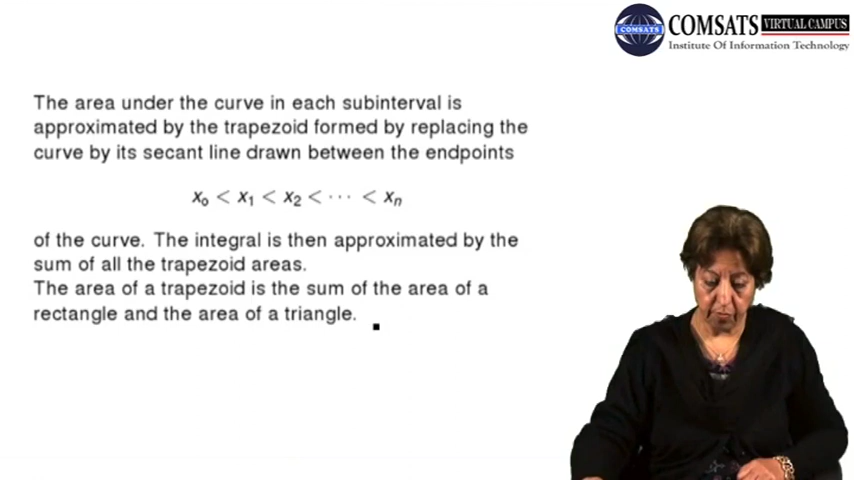 COMSATS
COMSATS VIRTUAL CAMPUS
Institute Of Information Technology
The area under the curve in each subinterval is
approximated by the trapezoid formed by replacing the
curve by its secant line drawn between the endpoints
x₀ < x₁ < x₂ < ⋯ < xₙ
of the curve. The integral is then approximated by the
sum of all the trapezoid areas.
The area of a trapezoid is the sum of the area of a
rectangle and the area of a triangle.